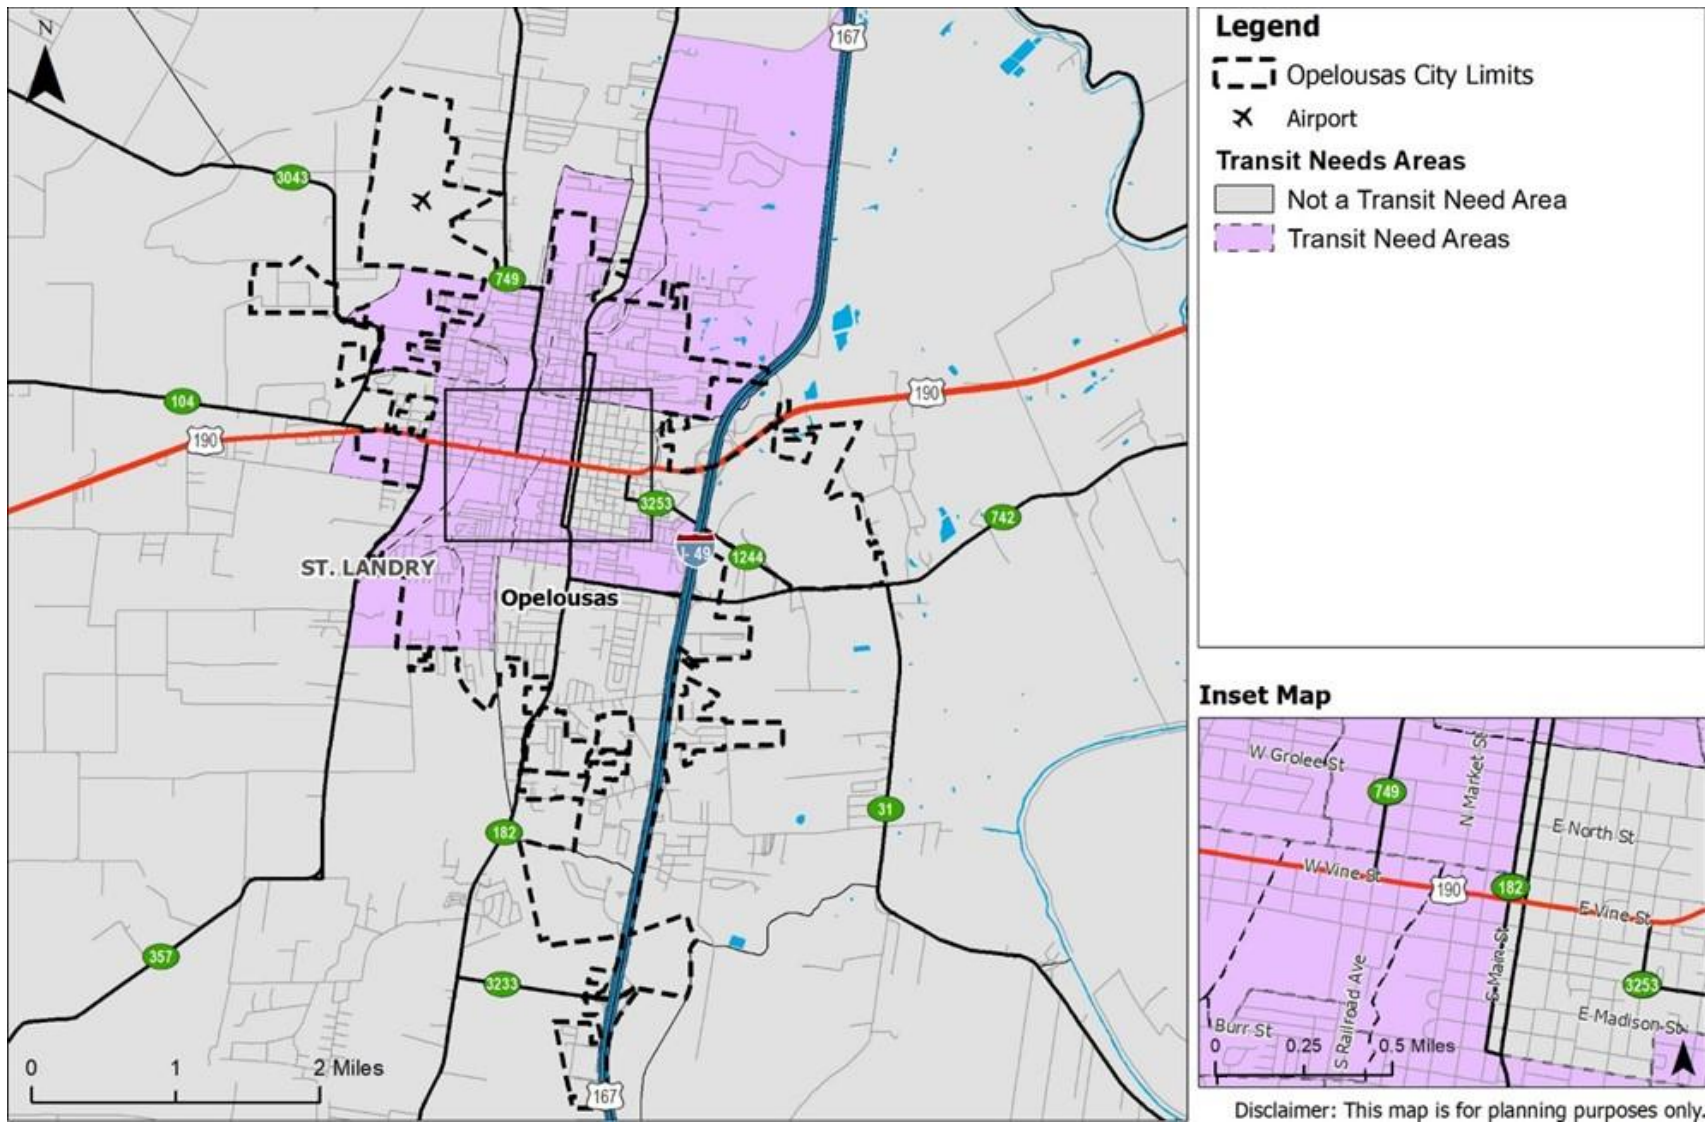 N
167
3043
749
104
190
190
3253
742
I- 49
1244
ST. LANDRY
Opelousas
31
182
357
3233
0 1 2 Miles
167
Legend
Opelousas City Limits
Airport
Transit Needs Areas
Not a Transit Need Area
Transit Need Areas
Inset Map
W Grolee St
N Market St
749
E North St
W Vine St
190
182
E Vine St
S Main St
3253
S Railroad Ave
E Madison St
Burr St
0 0.25 0.5 Miles
Disclaimer: This map is for planning purposes only.